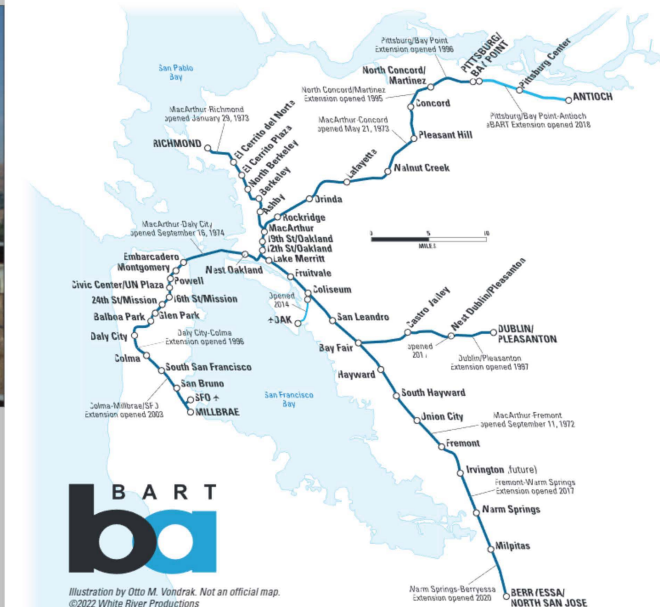 Pittsburg/Bay Point
Extension opened 1996
PITTSBURG/
BAY POINT
Pittsburg Center
ANTIOCH
Pittsburg/Bay Point-Antioch
eBART Extension opened 2018
San Pablo
Bay
North Concord/
Martinez
North Concord/Martinez
Extension opened 1995
Concord
MacArthur-Concord
opened May 21, 1973
Pleasant Hill
MacArthur-Richmond
opened January 29, 1973
RICHMOND
El Cerrito del Norte
El Cerrito Plaza
North Berkeley
Berkeley
Ashby
Lafayette
Walnut Creek
Orinda
Rockridge
MacArthur
19th St/Oakland
12th St/Oakland
Lake Merritt
MILES
MacArthur-Daly City
opened September 16, 1974
Embarcadero
Montgomery
West Oakland
Powell
Civic Center/UN Plaza
24th St/Mission
16th St/Mission
Balboa Park
Glen Park
Daly City
Daly City-Colma
Extension opened 1996
Colma
South San Francisco
San Bruno
SFO
MILLBRAE
Colma-Millbrae/SFO
Extension opened 2003
San Francisco
Bay
Fruitvale
Coliseum
Opened
2014
OAK
San Leandro
Castro Valley
West Dublin/Pleasanton
DUBLIN/
PLEASANTON
opened
Dublin/Pleasanton
Extension opened 1997
Bay Fair
Hayward
South Hayward
Union City
MacArthur-Fremont
opened September 11, 1972
Fremont
Irvington (future)
Fremont-Warm Springs
Extension opened 2017
Warm Springs
Milpitas
Warm Springs-Berryessa
Extension opened 2020
BERRYESSA/
NORTH SAN JOSE
BART
ba
Illustration by Otto M. Vondrak. Not an official map.
©2022 White River Productions